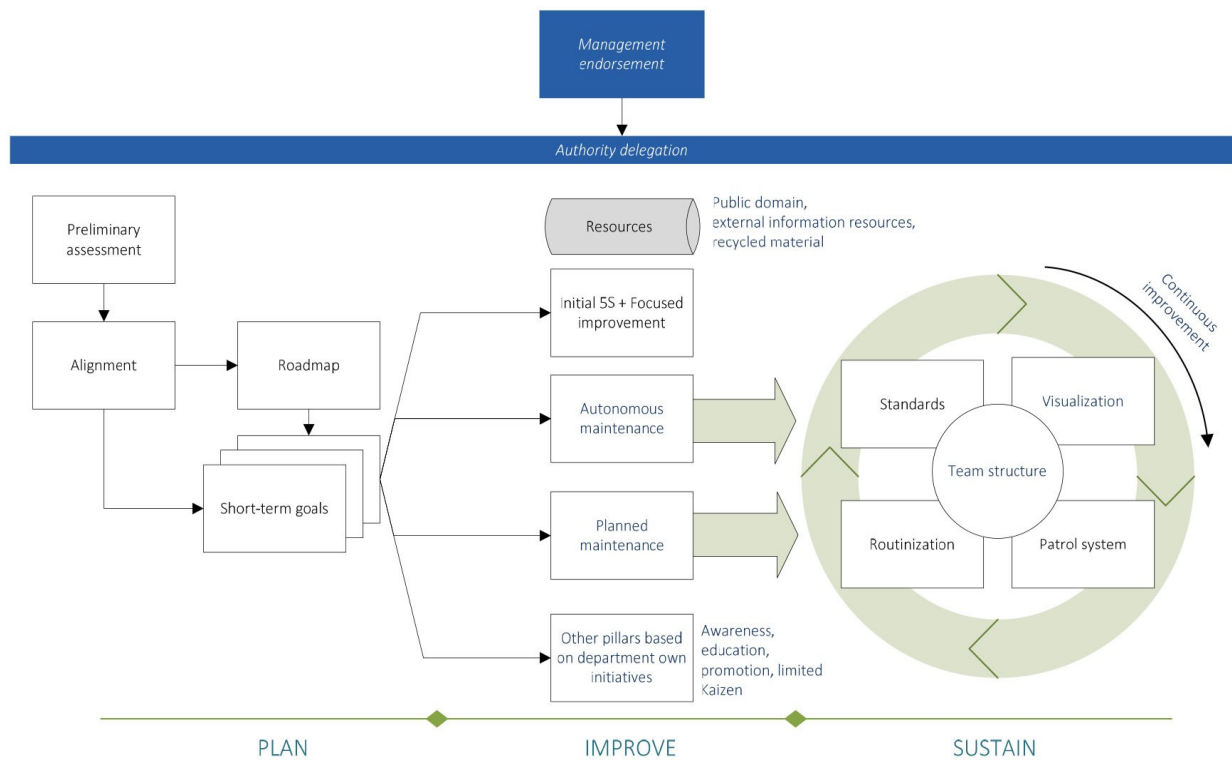 Management
endorsement
Authority delegation
Preliminary
assessment
Alignment
Roadmap
Short-term goals
Resources
Public domain,
external information resources,
recycled material
Initial 5S + Focused
improvement
Autonomous
maintenance
Planned
maintenance
Other pillars based
on department own
initiatives
Awareness,
education,
promotion, limited
Kaizen
Continuous
improvement
Standards
Visualization
Team structure
Routinization
Patrol system
PLAN
IMPROVE
SUSTAIN